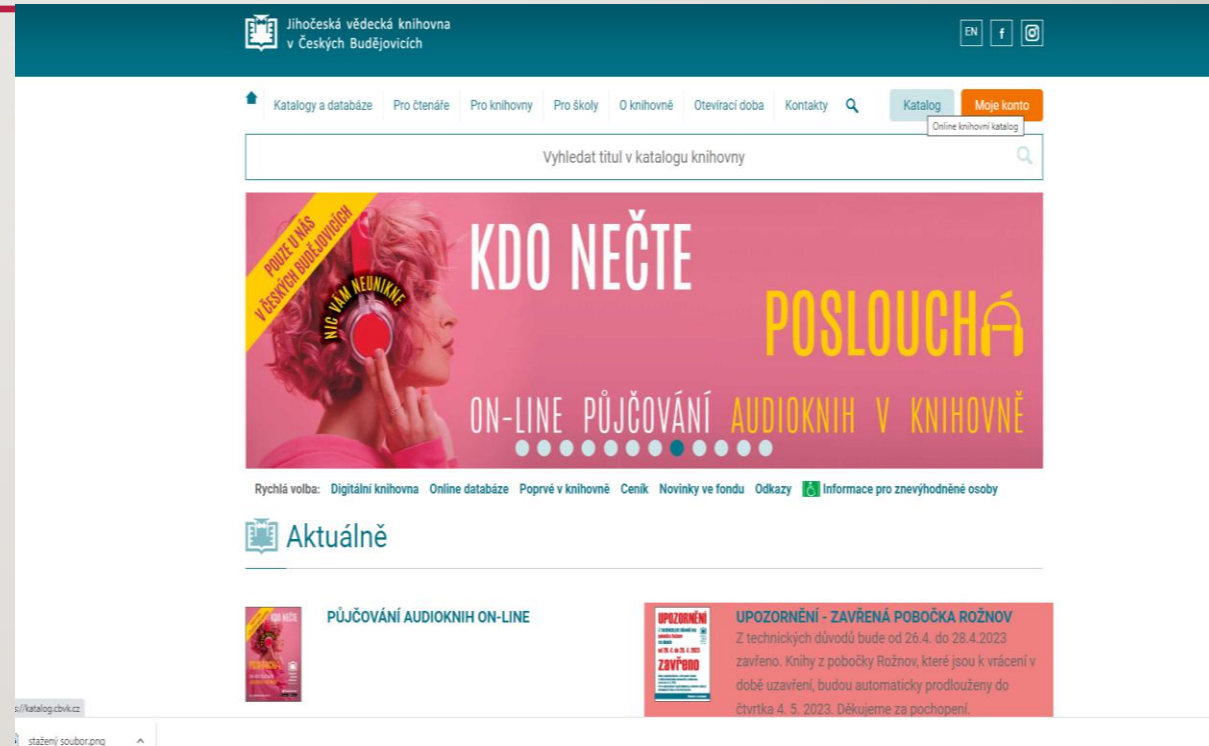 Jihočeská vědecká knihovna
v Českých Budějovicích
EN f
Katalogy a databáze Pro čtenáře Pro knihovny Pro školy O knihovně Otevírací doba Kontakty Katalog Moje konto
Online knihovní katalog
Vyhledat titul v katalogu knihovny
POUZE U NÁS
V ČESKÝCH BUDĚJOVICÍCH
NIC VÁM NEUNIKNE
KDO NEČTE
POSLOUCHÁ
ON-LINE PŮJČOVÁNÍ AUDIOKNIH V KNIHOVNĚ
Rychlá volba: Digitální knihovna Online databáze Poprvé v knihovně Ceník Novinky ve fondu Odkazy Informace pro znevýhodněné osoby
Aktuálně
KDO NEČTE
POSLOUCHÁ
PŮJČOVÁNÍ AUDIOKNIH ON-LINE
UPOZORNĚNÍ
zavřeno
UPOZORNĚNÍ - ZAVŘENÁ POBOČKA ROŽNOV
Z technických důvodů bude od 26.4. do 28.4.2023
zavřeno. Knihy z pobočky Rožnov, které jsou k vrácení v
době uzavření, budou automaticky prodlouženy do
čtvrtka 4. 5. 2023. Děkujeme za pochopení.
s://katalog.cbvk.cz
stažený soubor.png